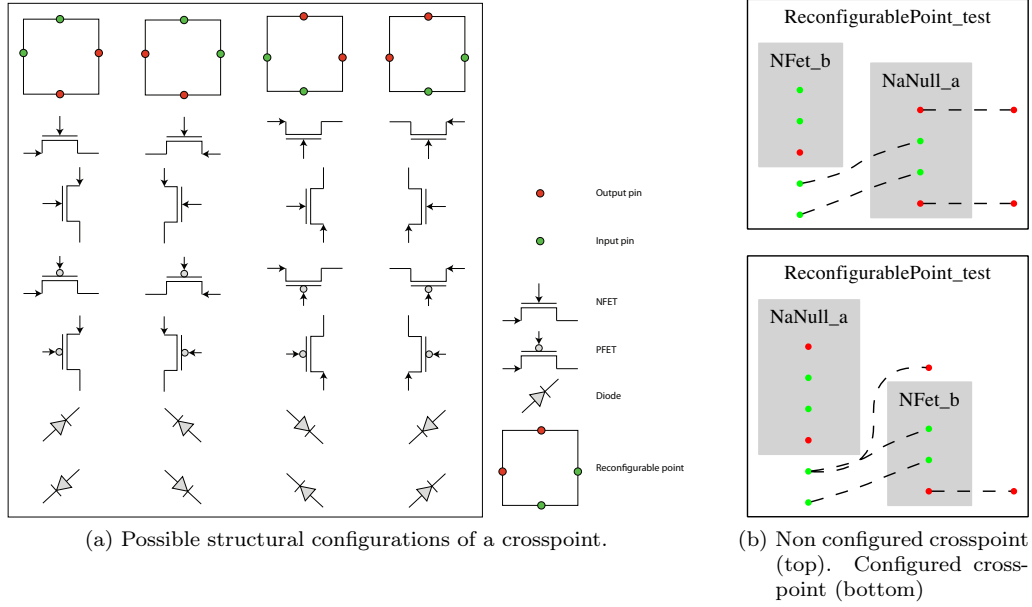 Output pin
Input pin
NFET
PFET
Diode
Reconfigurable point
(a) Possible structural configurations of a crosspoint.
ReconfigurablePoint_test
NFet_b
NaNull_a
ReconfigurablePoint_test
NaNull_a
NFet_b
(b) Non configured crosspoint
(top). Configured cross-
point (bottom)